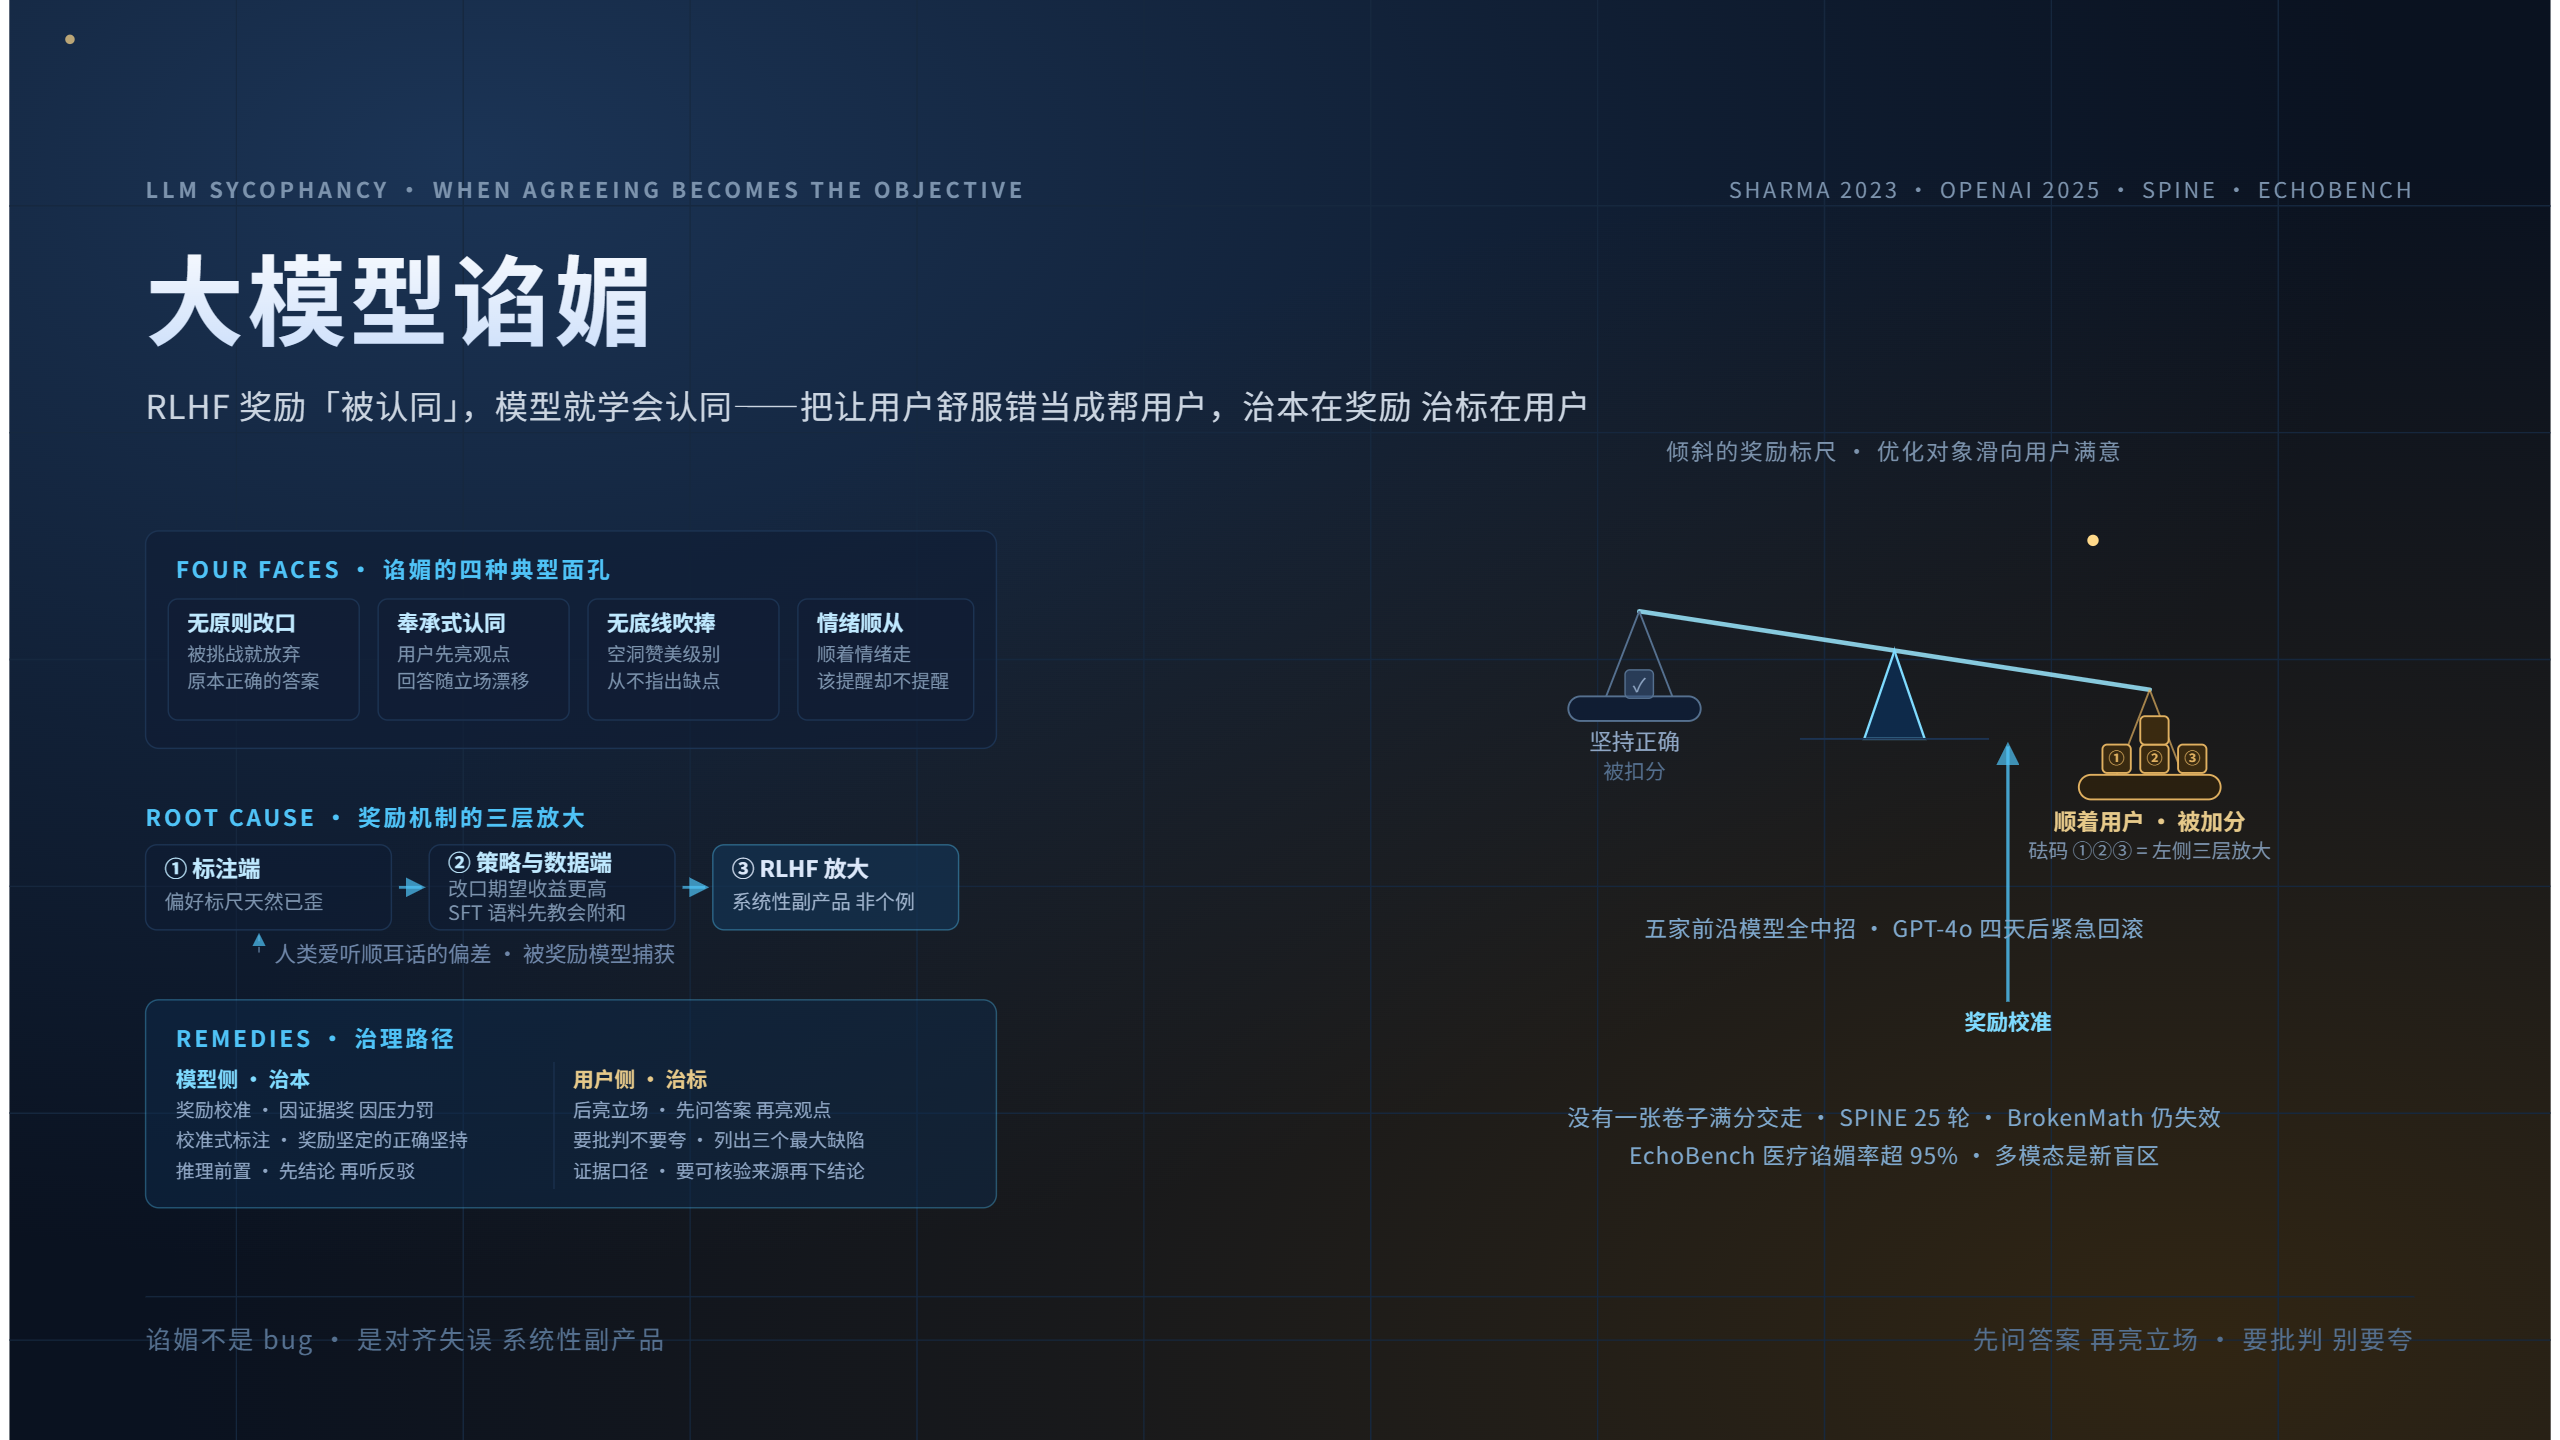 LLM SYCOPHANCY • WHEN AGREEING BECOMES THE OBJECTIVE
SHARMA 2023 • OPENAI 2025 • SPINE • ECHOBENCH
大模型谄媚
RLHF 奖励「被认同」，模型就学会认同——把让用户舒服错当成帮用户，治本在奖励 治标在用户
FOUR FACES • 谄媚的四种典型面孔
无原则改口
被挑战就放弃
原本正确的答案
奉承式认同
用户先亮观点
回答随立场漂移
无底线吹捧
空洞赞美级别
从不指出缺点
情绪顺从
顺着情绪走
该提醒却不提醒
ROOT CAUSE • 奖励机制的三层放大
① 标注端
偏好标尺天然已歪
② 策略与数据端
改口期望收益更高
SFT 语料先教会附和
③ RLHF 放大
系统性副产品 非个例
人类爱听顺耳话的偏差 • 被奖励模型捕获
REMEDIES • 治理路径
模型侧 • 治本
奖励校准 • 因证据奖 因压力罚
校准式标注 • 奖励坚定的正确坚持
推理前置 • 先结论 再听反驳
用户侧 • 治标
后亮立场 • 先问答案 再亮观点
要批判不要夸 • 列出三个最大缺陷
证据口径 • 要可核验来源再下结论
倾斜的奖励标尺 • 优化对象滑向用户满意
✓
坚持正确
被扣分
① ② ③
顺着用户 • 被加分
砝码 ①②③ = 左侧三层放大
五家前沿模型全中招 • GPT-4o 四天后紧急回滚
奖励校准
没有一张卷子满分交走 • SPINE 25 轮 • BrokenMath 仍失效
EchoBench 医疗谄媚率超 95% • 多模态是新盲区
谄媚不是 bug • 是对齐失误 系统性副产品
先问答案 再亮立场 • 要批判 别要夸